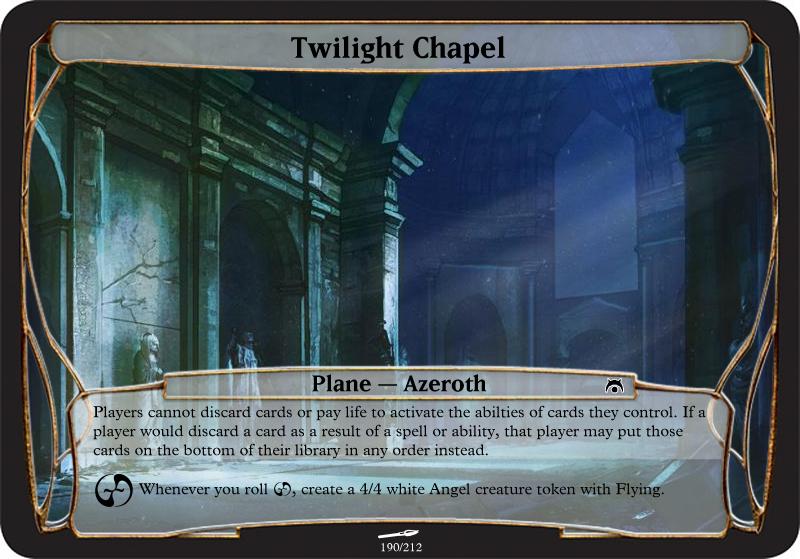 Twilight Chapel
Plane — Azeroth
Players cannot discard cards or pay life to activate the abilties of cards they control. If a
player would discard a card as a result of a spell or ability, that player may put those
cards on the bottom of their library in any order instead.
Whenever you roll , create a 4/4 white Angel creature token with Flying.
190/212